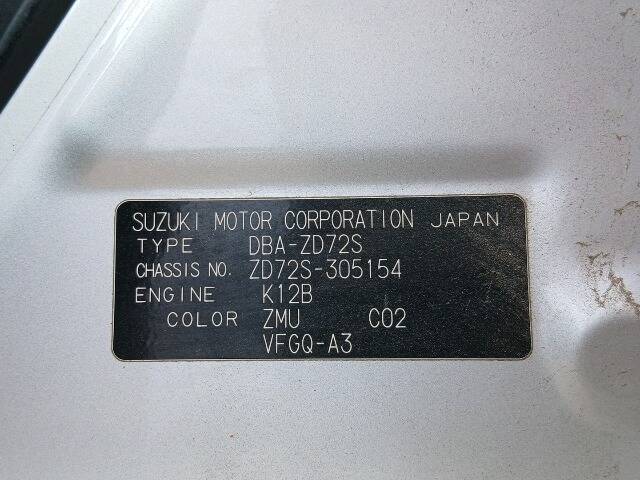 SUZUKI MOTOR CORPORATION JAPAN
TYPE DBA-ZD72S
CHASSIS NO. ZD72S-305154
ENGINE K12B
COLOR ZMU C02
VFGQ-A3